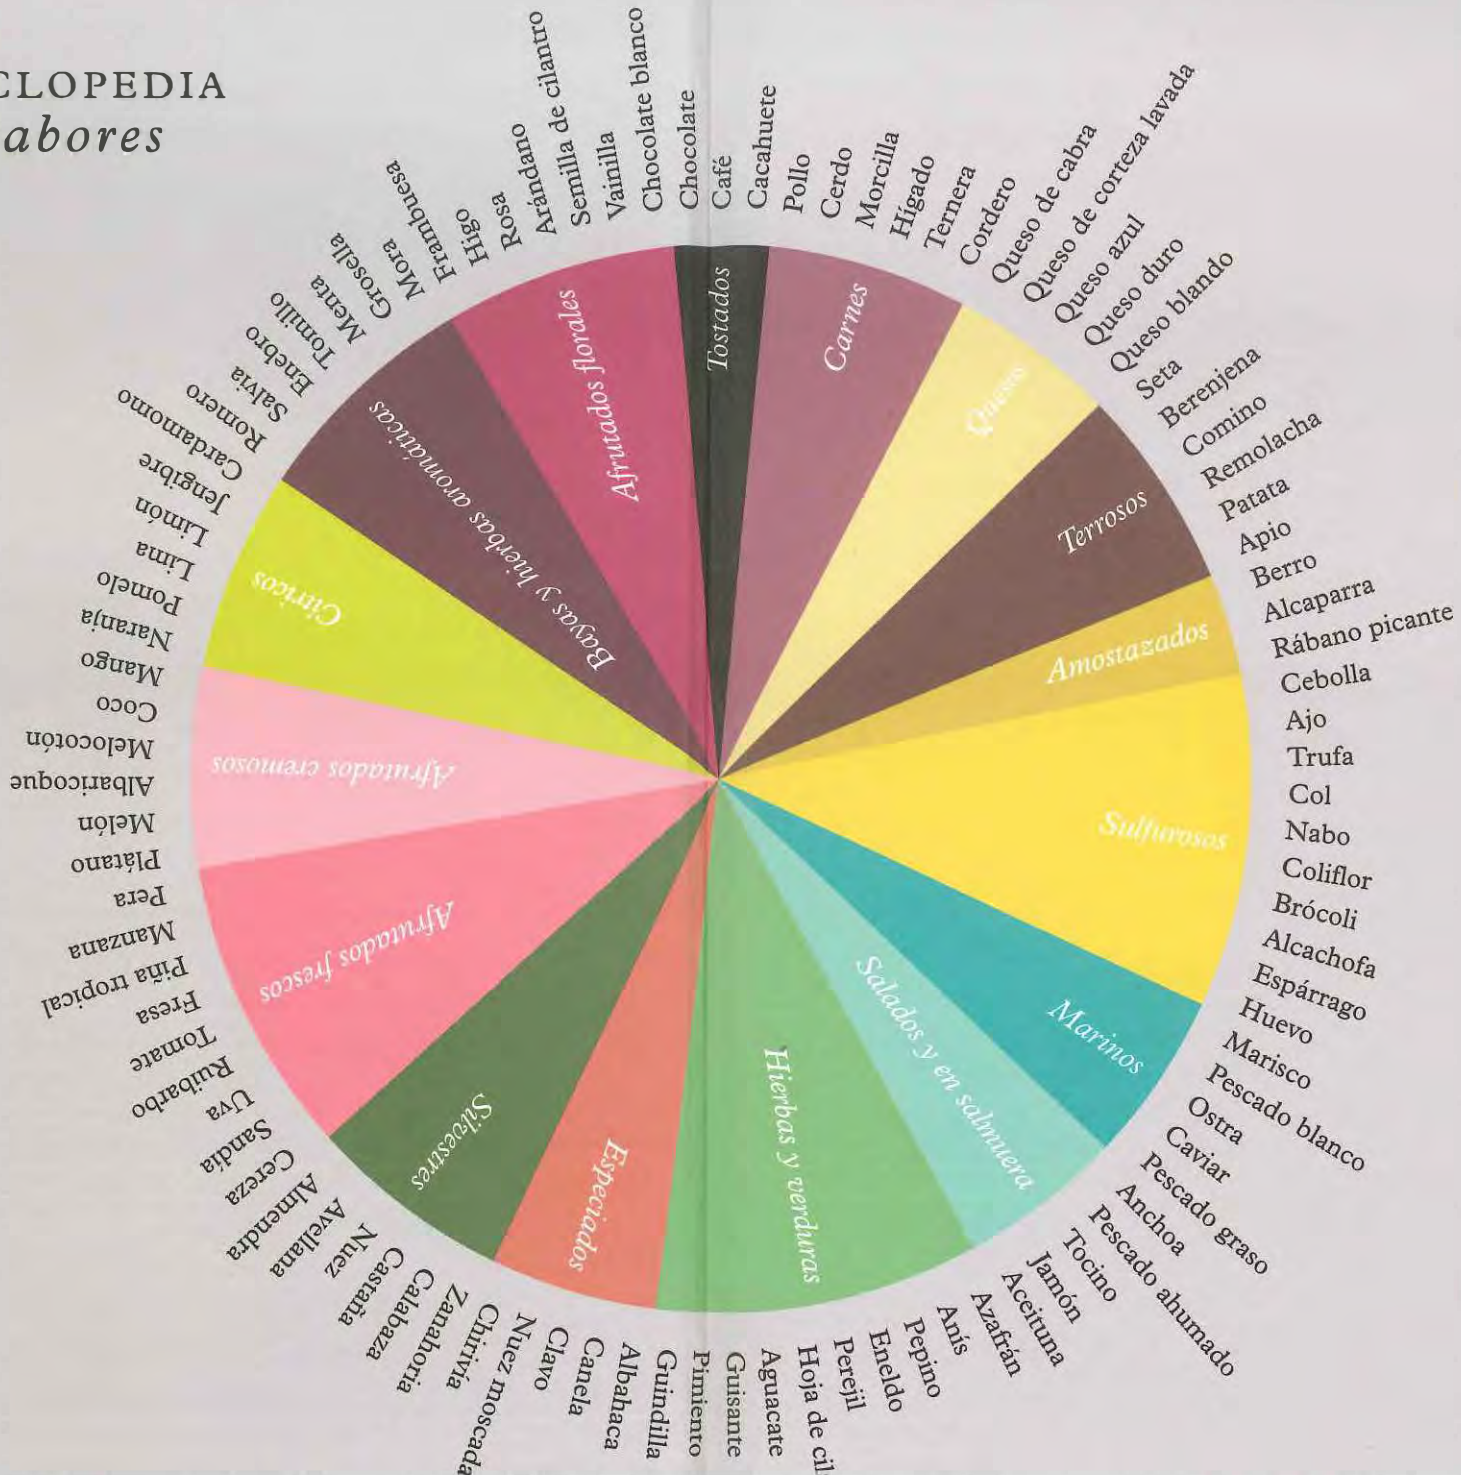 CLOPEDIA
abores
Chocolate
Café
Cacahuete
Pollo
Cerdo
Morcilla
Hígado
Ternera
Cordero
Queso de cabra
Queso de corteza lavada
Queso azul
Queso duro
Queso blando
Seta
Berenjena
Comino
Remolacha
Patata
Apio
Berro
Alcaparra
Rábano picante
Cebolla
Ajo
Trufa
Col
Nabo
Coliflor
Brócoli
Alcachofa
Espárrago
Huevo
Marisco
Pescado blanco
Ostra
Caviar
Pescado graso
Anchoa
Pescado ahumado
Tocino
Jamón
Aceituna
Azafrán
Anís
Pepino
Eneldo
Perejil
Hoja de cil
Aguacate
Guisante
Pimiento
Guindilla
Albahaca
Canela
Clavo
Nuez moscada
Chirivía
Zanahoria
Calabaza
Castaña
Nuez
Avellana
Almendra
Cereza
Sandía
Uva
Ruibarbo
Tomate
Fresa
Piña tropical
Manzana
Pera
Plátano
Melón
Albaricoque
Melocotón
Coco
Mango
Naranja
Pomelo
Lima
Limón
Jengibre
Cardamomo
Romero
Salvia
Enebro
Tomillo
Menta
Grosella
Mora
Frambuesa
Higo
Rosa
Arándano
Semilla de cilantro
Vainilla
Chocolate blanco
Tostados
Carnes
Quesos
Terrosos
Amostazados
Sulfurosos
Marinos
Salados y en salmuera
Hierbas y verduras
Especiados
Silvestres
Afrutados frescos
Afrutados cremosos
Cítricos
Bayas y hierbas aromáticas
Afrutados florales